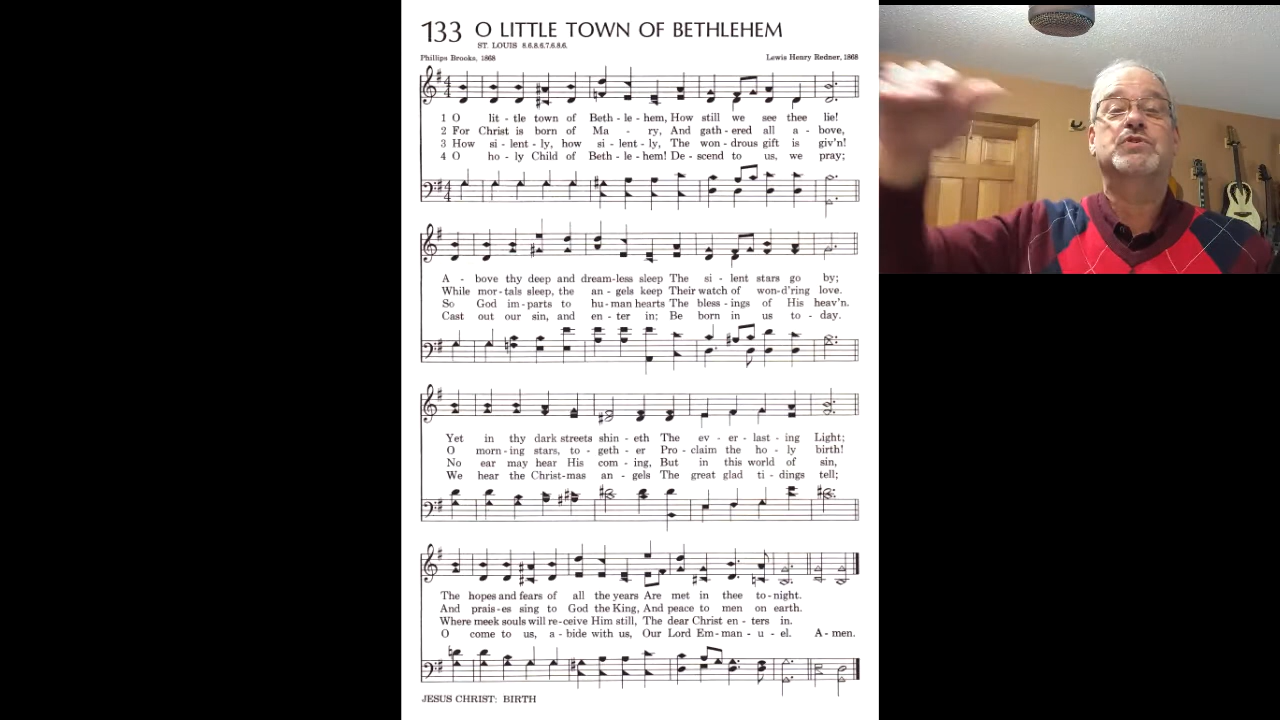 133 O LITTLE TOWN OF BETHLEHEM
ST. LOUIS 8.6.8.6.7.6.8.6.
Phillips Brooks, 1868 Lewis Henry Redner, 1868
1 O lit - tle town of Beth - le - hem, How still we see thee lie!
2 For Christ is born of Ma - ry, And gath - ered all a - bove,
3 How si - lent - ly, how si - lent - ly, The won - drous gift is giv'n!
4 O ho - ly Child of Beth - le - hem! De - scend to us, we pray;
A - bove thy deep and dream-less sleep The si - lent stars go by;
While mor - tals sleep, the an - gels keep Their watch of won-d'ring love.
So God im - parts to hu - man hearts The bless - ings of His heav'n.
Cast out our sin, and en - ter in; Be born in us to - day.
Yet in thy dark streets shin - eth The ev - er - last - ing Light;
O morn - ing stars, to - geth - er Pro - claim the ho - ly birth!
No ear may hear His com - ing, But in this world of sin,
We hear the Christ-mas an - gels The great glad ti - dings tell;
The hopes and fears of all the years Are met in thee to - night.
And prais - es sing to God the King, And peace to men on earth.
Where meek souls will re - ceive Him still, The dear Christ en - ters in.
O come to us, a - bide with us, Our Lord Em - man - u - el. A - men.
JESUS CHRIST: BIRTH